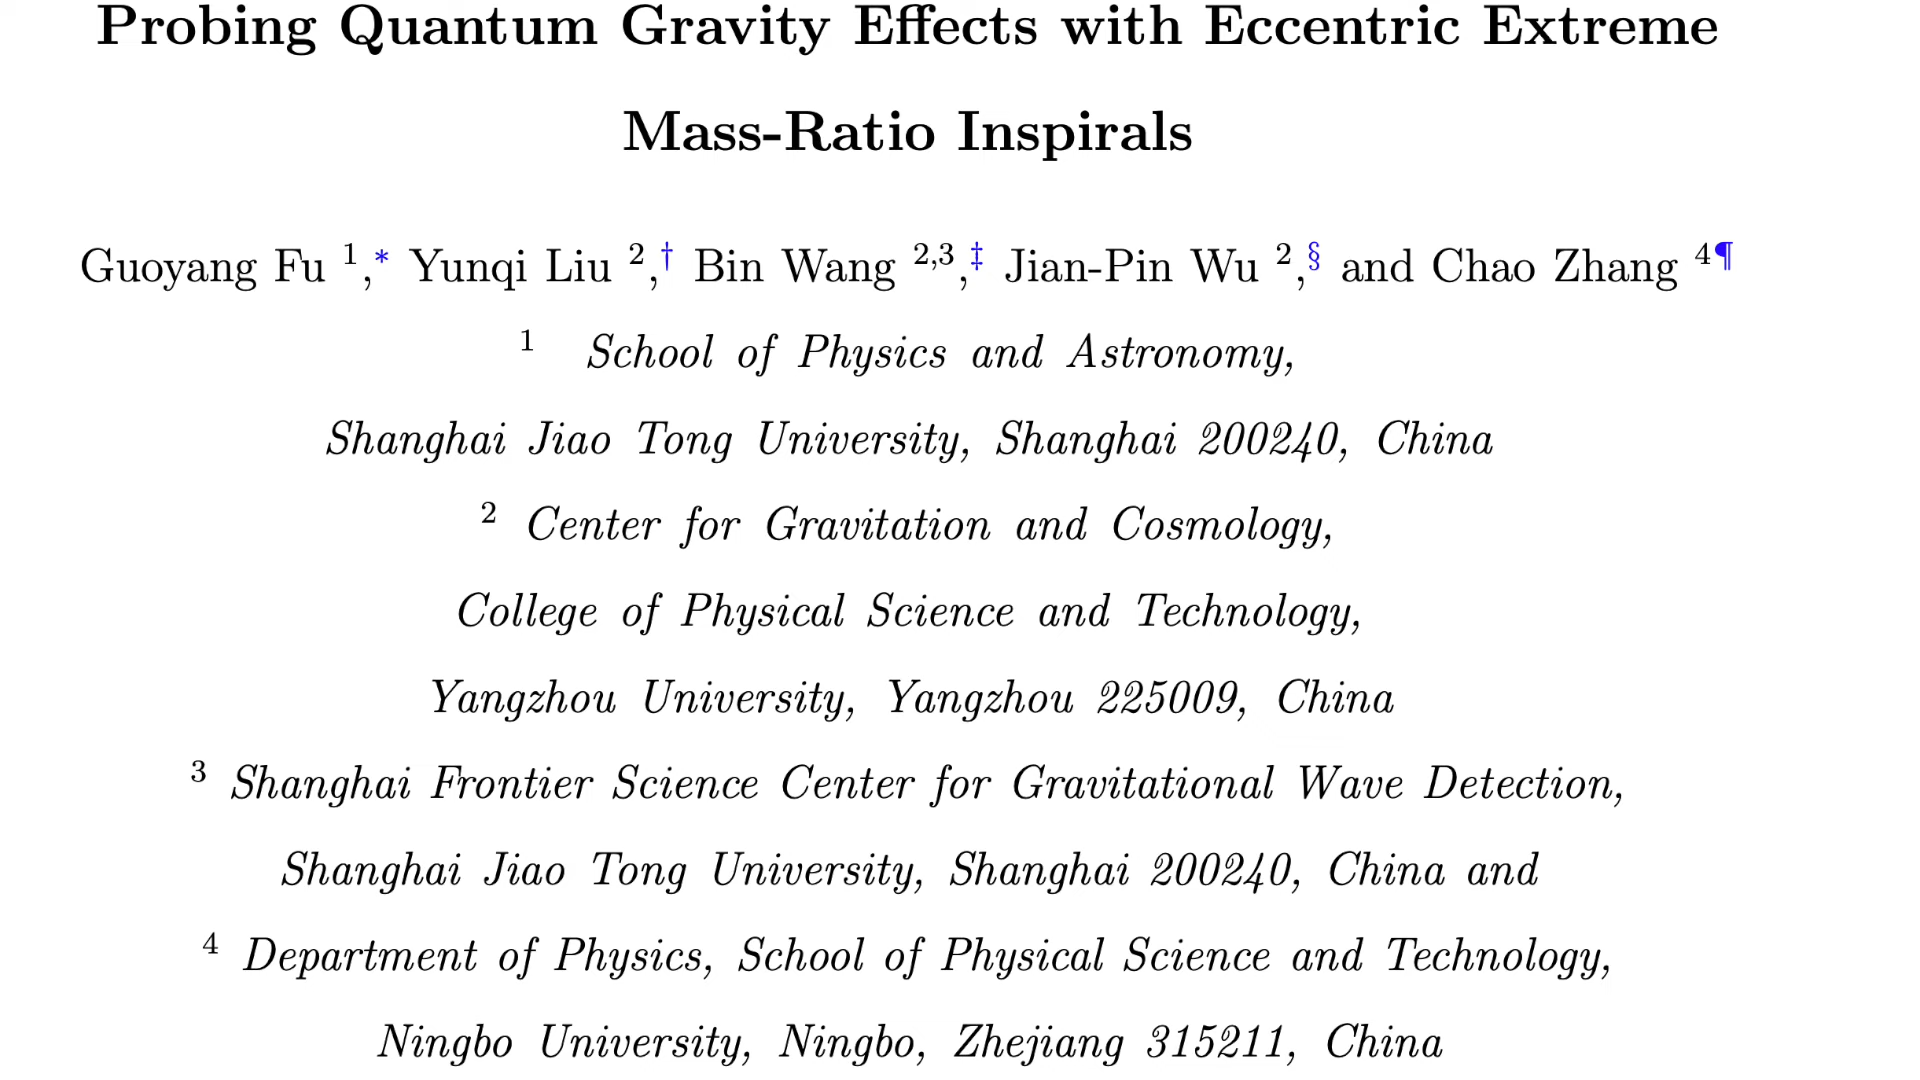 Probing Quantum Gravity Effects with Eccentric Extreme
Mass-Ratio Inspirals
Guoyang Fu ¹,* Yunqi Liu ²,† Bin Wang ²,³,‡ Jian-Pin Wu ²,§ and Chao Zhang ⁴¶
¹ School of Physics and Astronomy,
Shanghai Jiao Tong University, Shanghai 200240, China
² Center for Gravitation and Cosmology,
College of Physical Science and Technology,
Yangzhou University, Yangzhou 225009, China
³ Shanghai Frontier Science Center for Gravitational Wave Detection,
Shanghai Jiao Tong University, Shanghai 200240, China and
⁴ Department of Physics, School of Physical Science and Technology,
Ningbo University, Ningbo, Zhejiang 315211, China